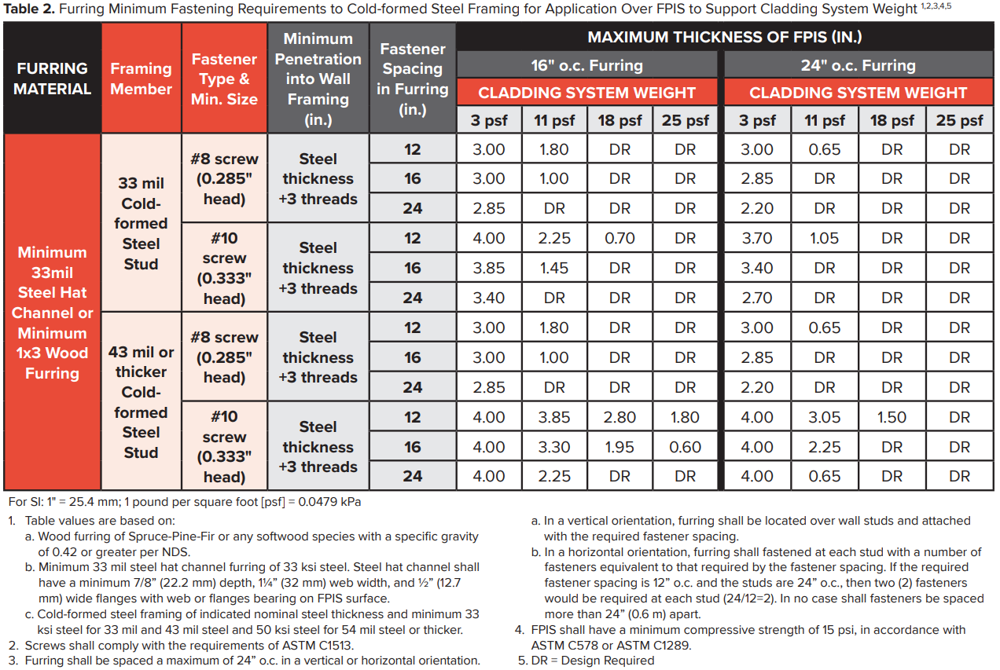 Table 2. Furring Minimum Fastening Requirements to Cold-formed Steel Framing for Application Over FPIS to Support Cladding System Weight 1,2,3,4,5
FURRING
MATERIAL
Framing
Member
Fastener
Type &
Min. Size
Minimum
Penetration
into Wall
Framing
(in.)
Fastener
Spacing
in Furring
(in.)
MAXIMUM THICKNESS OF FPIS (IN.)
16" o.c. Furring
24" o.c. Furring
CLADDING SYSTEM WEIGHT
CLADDING SYSTEM WEIGHT
3 psf 11 psf 18 psf 25 psf 3 psf 11 psf 18 psf 25 psf
Minimum
33mil
Steel Hat
Channel or
Minimum
1x3 Wood
Furring
33 mil
Cold-
formed
Steel
Stud
#8 screw
(0.285"
head)
Steel
thickness
+3 threads
12 3.00 1.80 DR DR 3.00 0.65 DR DR
16 3.00 1.00 DR DR 2.85 DR DR DR
24 2.85 DR DR DR 2.20 DR DR DR
#10
screw
(0.333"
head)
Steel
thickness
+3 threads
12 4.00 2.25 0.70 DR 3.70 1.05 DR DR
16 3.85 1.45 DR DR 3.40 DR DR DR
24 3.40 DR DR DR 2.70 DR DR DR
43 mil or
thicker
Cold-
formed
Steel
Stud
#8 screw
(0.285"
head)
Steel
thickness
+3 threads
12 3.00 1.80 DR DR 3.00 0.65 DR DR
16 3.00 1.00 DR DR 2.85 DR DR DR
24 2.85 DR DR DR 2.20 DR DR DR
#10
screw
(0.333"
head)
Steel
thickness
+3 threads
12 4.00 3.85 2.80 1.80 4.00 3.05 1.50 DR
16 4.00 3.30 1.95 0.60 4.00 2.25 DR DR
24 4.00 2.25 DR DR 4.00 0.65 DR DR
For SI: 1" = 25.4 mm; 1 pound per square foot [psf] = 0.0479 kPa
1. Table values are based on:
a. Wood furring of Spruce-Pine-Fir or any softwood species with a specific gravity
of 0.42 or greater per NDS.
b. Minimum 33 mil steel hat channel furring of 33 ksi steel. Steel hat channel shall
have a minimum 7/8” (22.2 mm) depth, 1¼” (32 mm) web width, and ½” (12.7
mm) wide flanges with web or flanges bearing on FPIS surface.
c. Cold-formed steel framing of indicated nominal steel thickness and minimum 33
ksi steel for 33 mil and 43 mil steel and 50 ksi steel for 54 mil steel or thicker.
2. Screws shall comply with the requirements of ASTM C1513.
3. Furring shall be spaced a maximum of 24” o.c. in a vertical or horizontal orientation.
a. In a vertical orientation, furring shall be located over wall studs and attached
with the required fastener spacing.
b. In a horizontal orientation, furring shall fastened at each stud with a number of
fasteners equivalent to that required by the fastener spacing. If the required
fastener spacing is 12” o.c. and the studs are 24” o.c., then two (2) fasteners
would be required at each stud (24/12=2). In no case shall fasteners be spaced
more than 24” (0.6 m) apart.
4. FPIS shall have a minimum compressive strength of 15 psi, in accordance with
ASTM C578 or ASTM C1289.
5. DR = Design Required